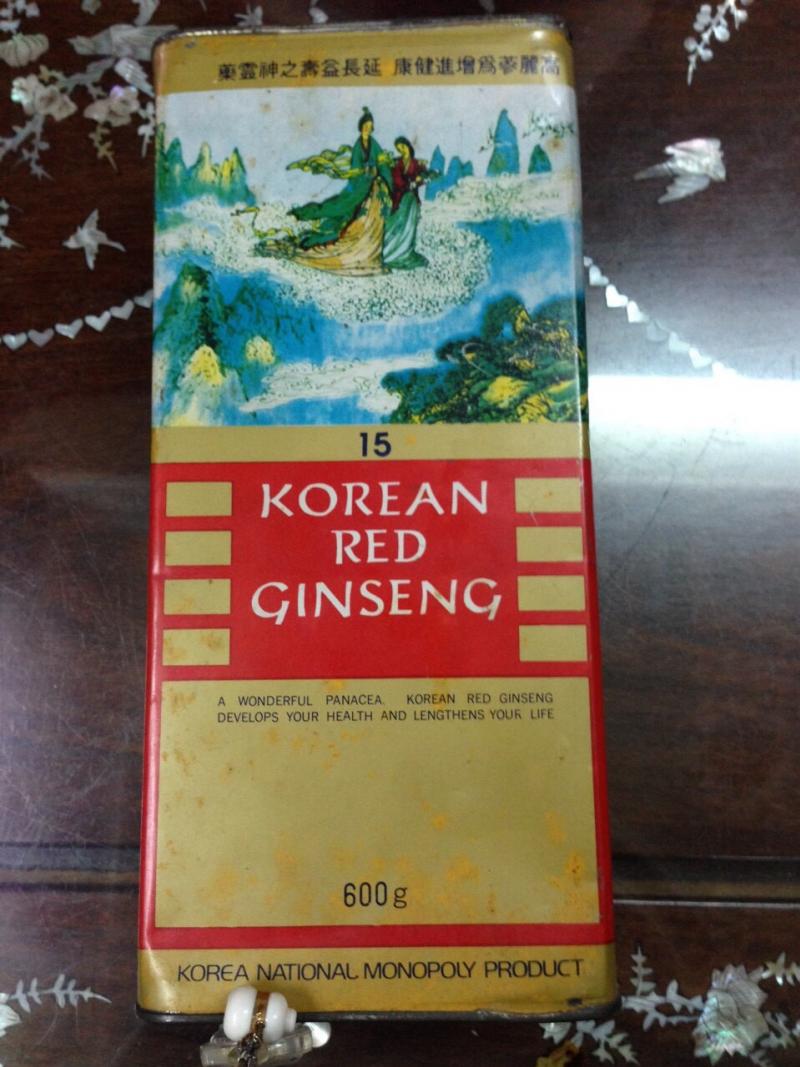 高麗蔘爲增進健康 延長益壽之神靈藥
15
KOREAN
RED
GINSENG
A WONDERFUL PANACEA. KOREAN RED GINSENG
DEVELOPS YOUR HEALTH AND LENGTHENS YOUR LIFE
600g
KOREA NATIONAL MONOPOLY PRODUCT